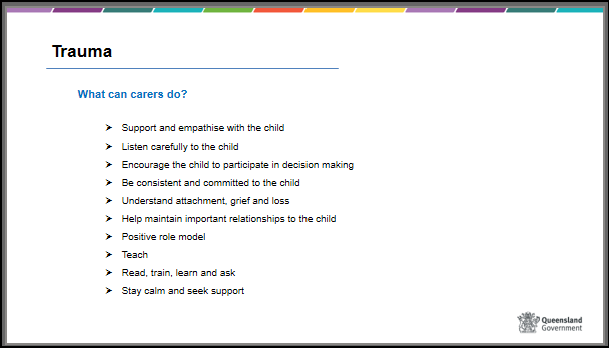 Trauma
What can carers do?
Support and empathise with the child
Listen carefully to the child
Encourage the child to participate in decision making
Be consistent and committed to the child
Understand attachment, grief and loss
Help maintain important relationships to the child
Positive role model
Teach
Read, train, learn and ask
Stay calm and seek support
Queensland
Government